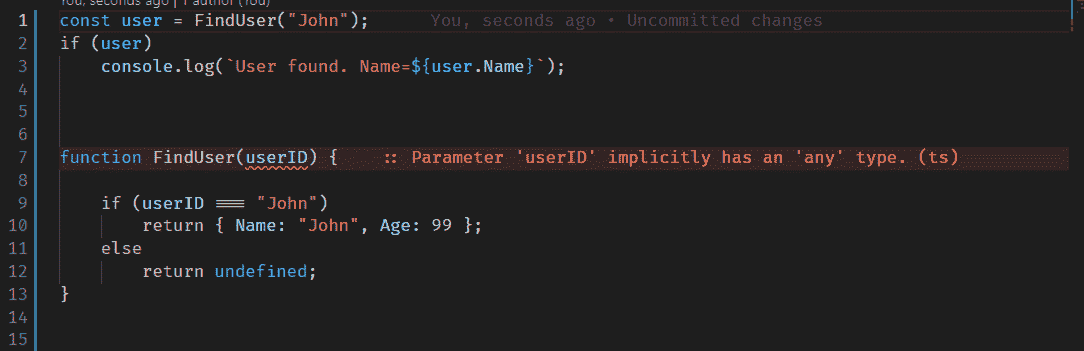 You, seconds ago | 1 author (You)
1 const user = FindUser("John"); You, seconds ago • Uncommitted changes
2 if (user)
3 console.log(`User found. Name=${user.Name}`);
4
5
6
7 function FindUser(userID) { :: Parameter 'userID' implicitly has an 'any' type. (ts)
8
9 if (userID === "John")
10 return { Name: "John", Age: 99 };
11 else
12 return undefined;
13 }
14
15